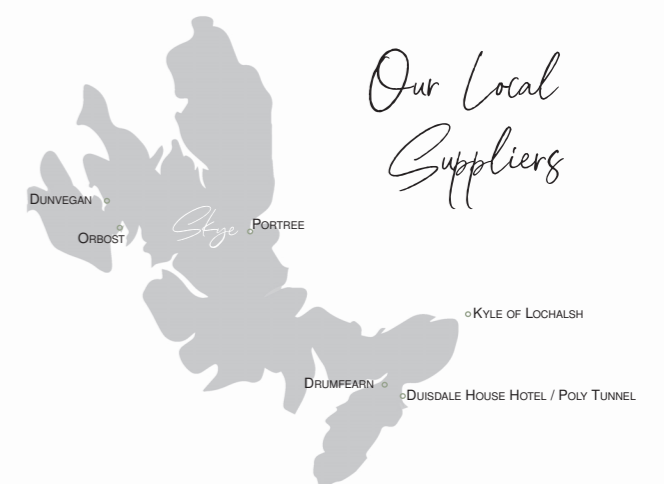 Our Local
Suppliers
Dunvegan
Orbost
Skye
Portree
Kyle of Lochalsh
Drumfearn
Duisdale House Hotel / Poly Tunnel